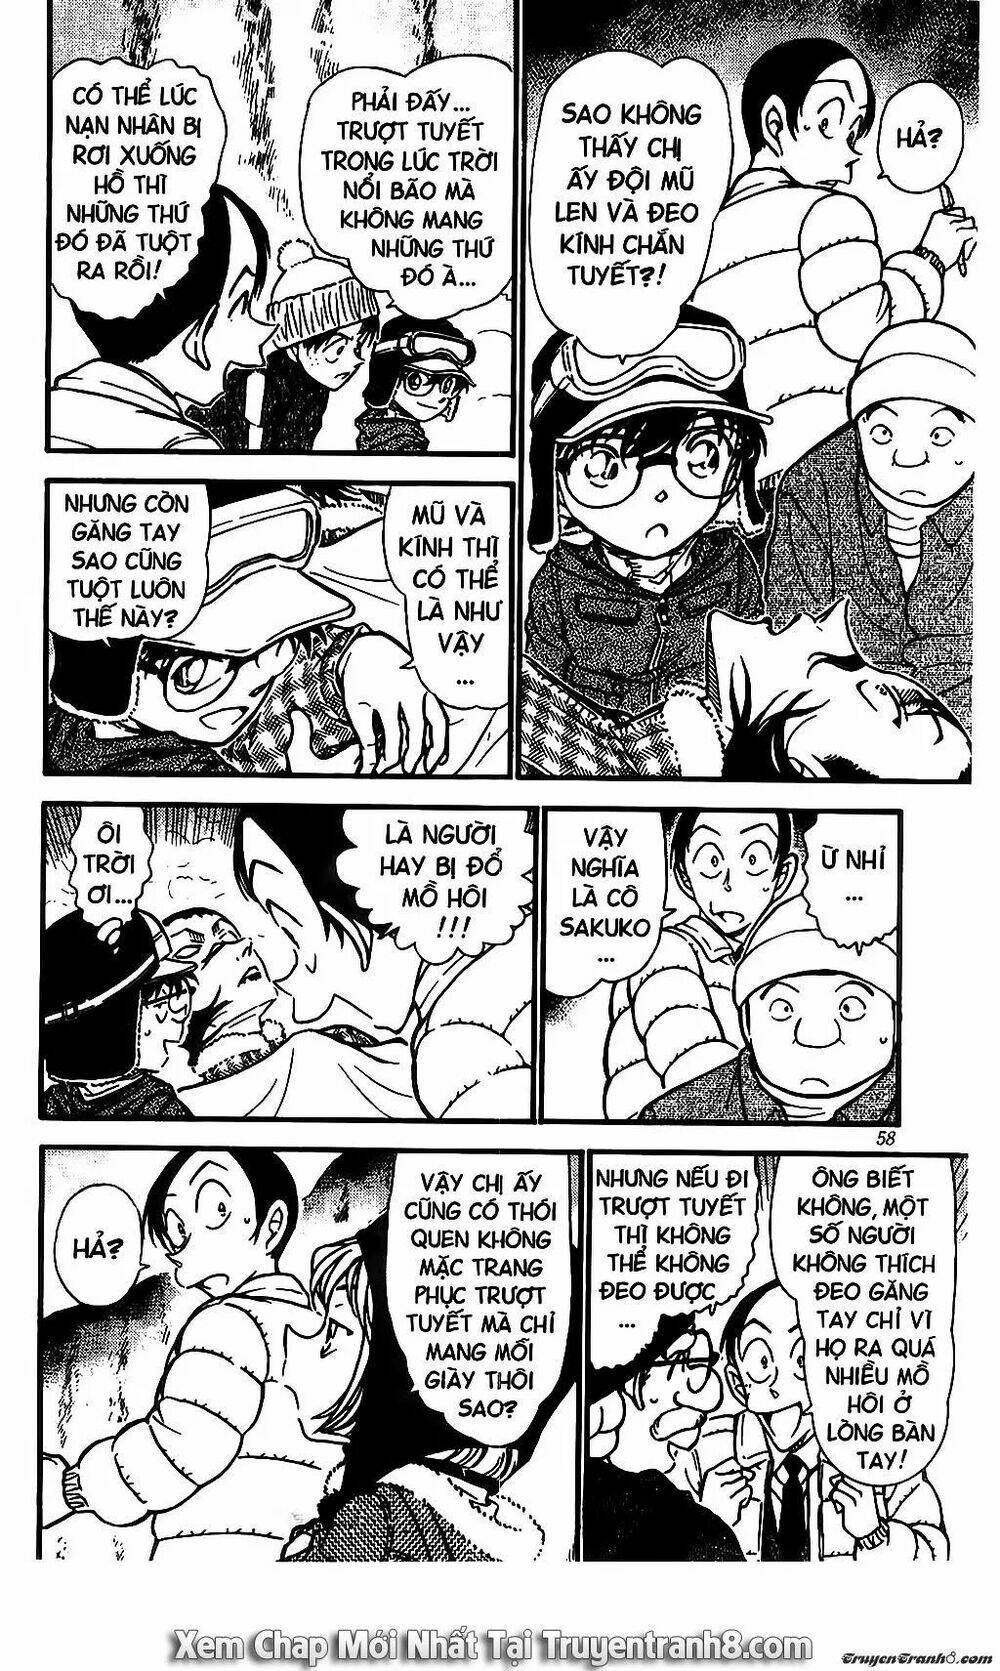 HẢ?
SAO KHÔNG
THẤY CHỊ
ẤY ĐỘI MŨ
LEN VÀ ĐEO
KÍNH CHẮN
TUYẾT?!
PHẢI ĐẤY...
TRƯỢT TUYẾT
TRONG LÚC TRỜI
NỔI BÃO MÀ
KHÔNG MANG
NHỮNG THỨ
ĐÓ À...
CÓ THỂ LÚC
NẠN NHÂN BỊ
RƠI XUỐNG
HỒ THÌ
NHỮNG THỨ
ĐÓ ĐÃ TUỘT
RA RỒI!
MŨ VÀ
KÍNH THÌ
CÓ THỂ
LÀ NHƯ
VẬY
...
NHƯNG CÒN
GĂNG TAY
SAO CŨNG
TUỘT LUÔN
THẾ NÀY?
Ừ NHỈ
...
VẬY
NGHĨA
LÀ CÔ
SAKUKO
...
LÀ NGƯỜI
HAY BỊ ĐỔ
MỒ HÔI
!!!
ÔI
TRỜI
ƠI...
58
ÔNG BIẾT
KHÔNG, MỘT
SỐ NGƯỜI
KHÔNG THÍCH
ĐEO GĂNG
TAY CHỈ VÌ
HỌ RA QUÁ
NHIỀU MỒ
HÔI Ở
LÒNG BÀN
TAY!
NHƯNG NẾU ĐI
TRƯỢT TUYẾT
THÌ KHÔNG
THỂ KHÔNG
ĐEO ĐƯỢC
...
VẬY CHỊ ẤY
CŨNG CÓ THÓI
QUEN KHÔNG
MẶC TRANG
PHỤC TRƯỢT
TUYẾT MÀ CHỈ
MANG MỖI
GIÀY THÔI
SAO?
HẢ?
Xem Chap Mới Nhất Tại Truyentranh8.com
TruyenTranh8.com